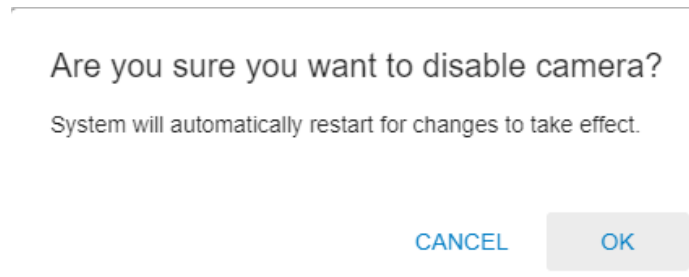 Are you sure you want to disable camera?
System will automatically restart for changes to take effect.
CANCEL OK